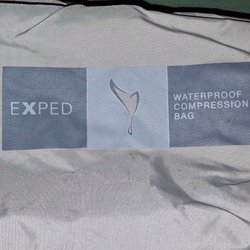 EXPED
WATERPROOF
COMPRESSION
BAG